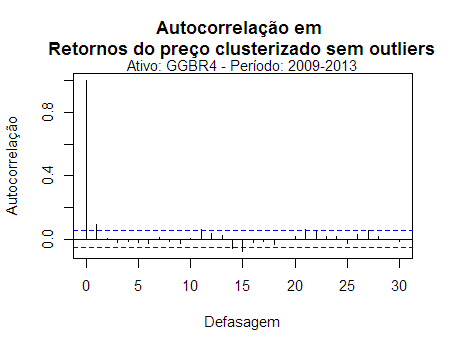 Autocorrelação em
Retornos do preço clusterizado sem outliers
Ativo: GGBR4 - Período: 2009-2013
Autocorrelação
0.8
0.4
0.0
0 5 10 15 20 25 30
Defasagem